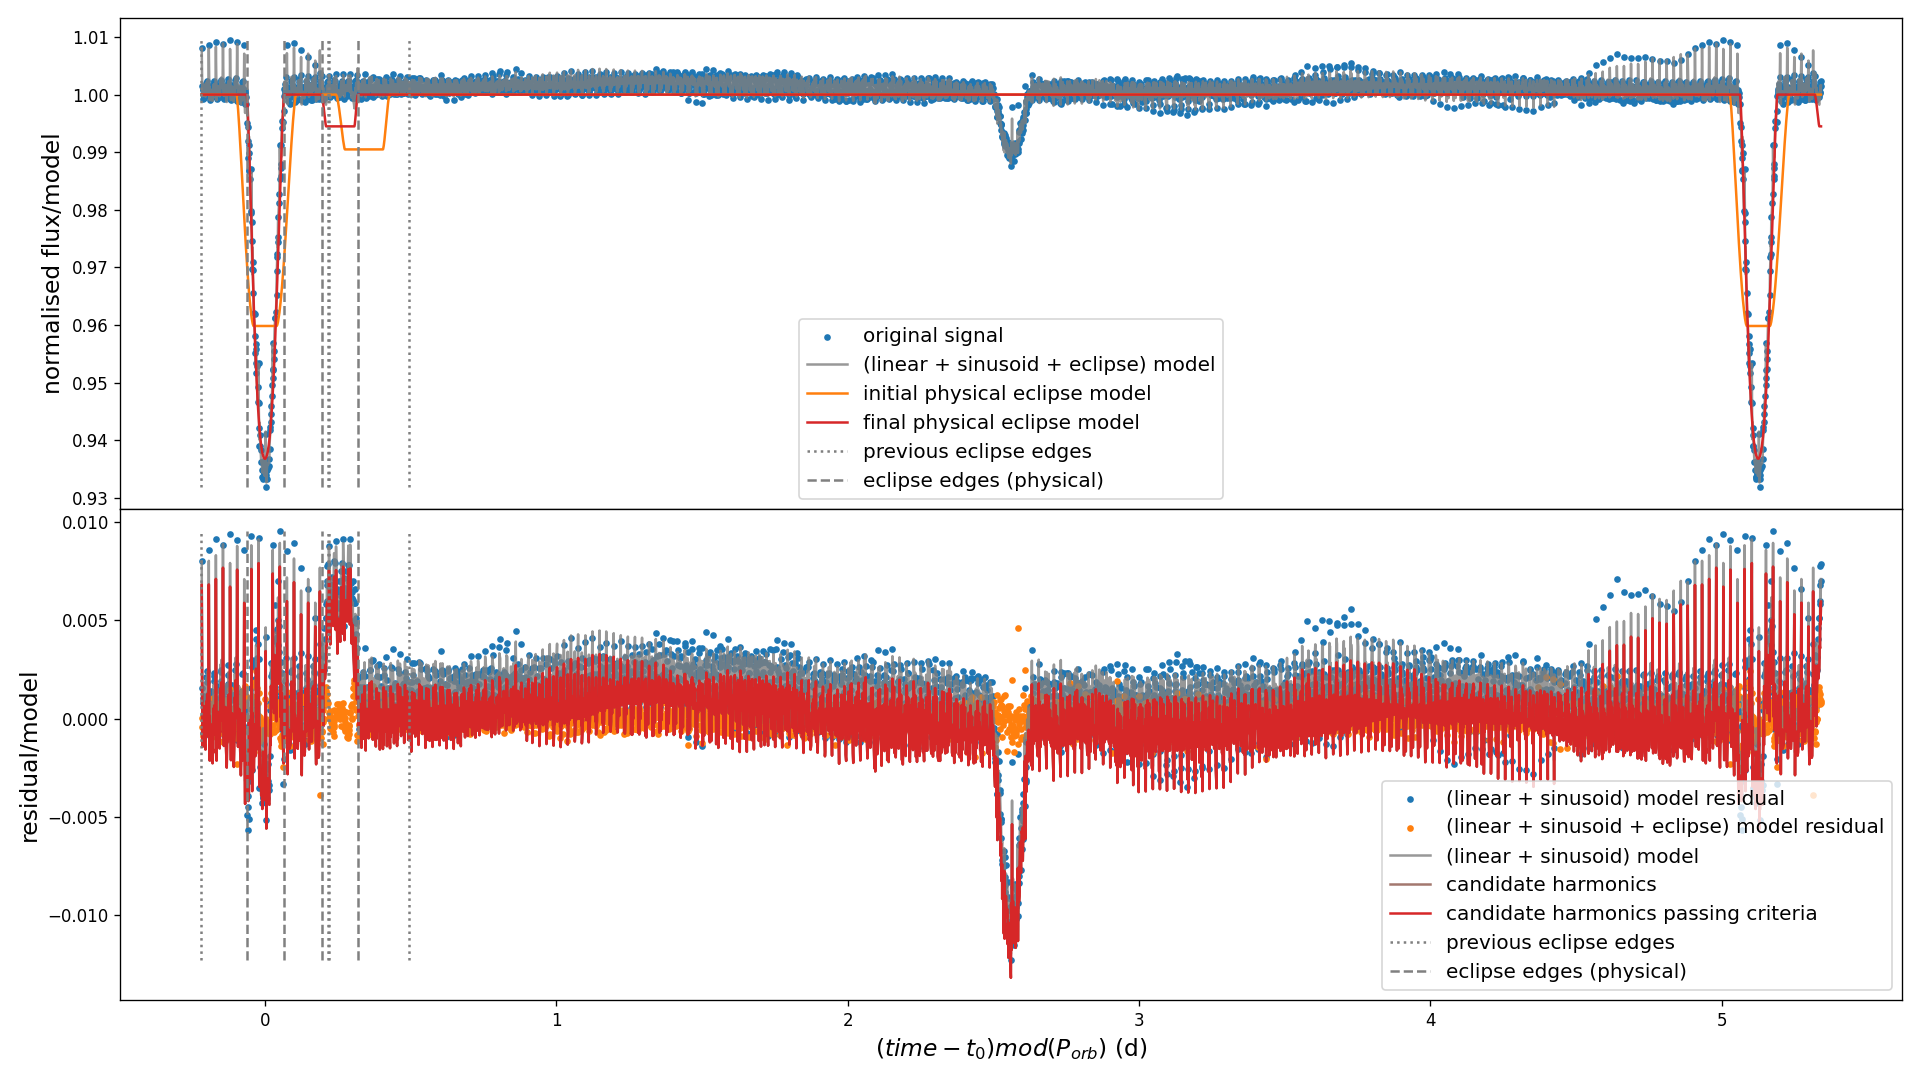 normalised flux/model
1.01
1.00
0.99
0.98
0.97
0.96
0.95
0.94
0.93
original signal
(linear + sinusoid + eclipse) model
initial physical eclipse model
final physical eclipse model
previous eclipse edges
eclipse edges (physical)
residual/model
0.010
0.005
0.000
−0.005
−0.010
(linear + sinusoid) model residual
(linear + sinusoid + eclipse) model residual
(linear + sinusoid) model
candidate harmonics
candidate harmonics passing criteria
previous eclipse edges
eclipse edges (physical)
0 1 2 3 4 5
(time − t₀)mod(P_orb) (d)